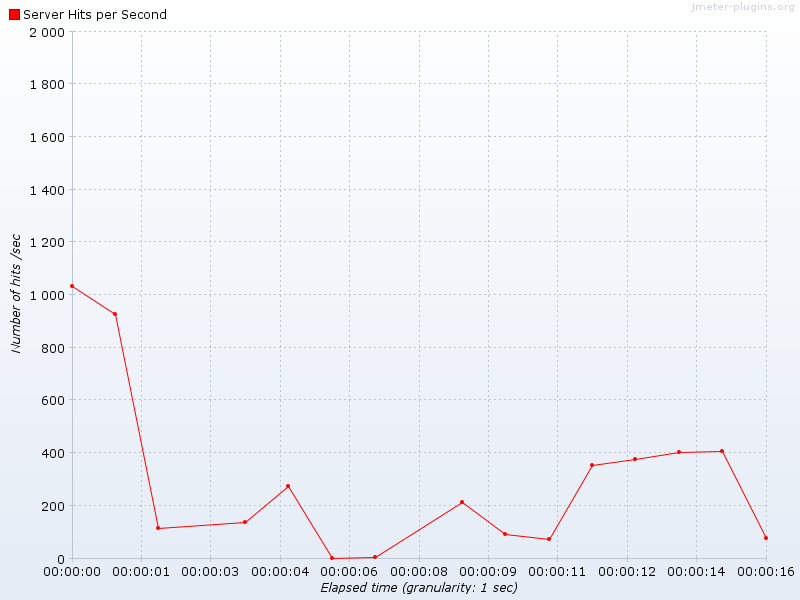 jmeter-plugins.org
Server Hits per Second
2 000
1 800
1 600
1 400
1 200
1 000
800
600
400
200
0
Number of hits /sec
00:00:00 00:00:01 00:00:03 00:00:04 00:00:06 00:00:08 00:00:09 00:00:11 00:00:12 00:00:14 00:00:16
Elapsed time (granularity: 1 sec)